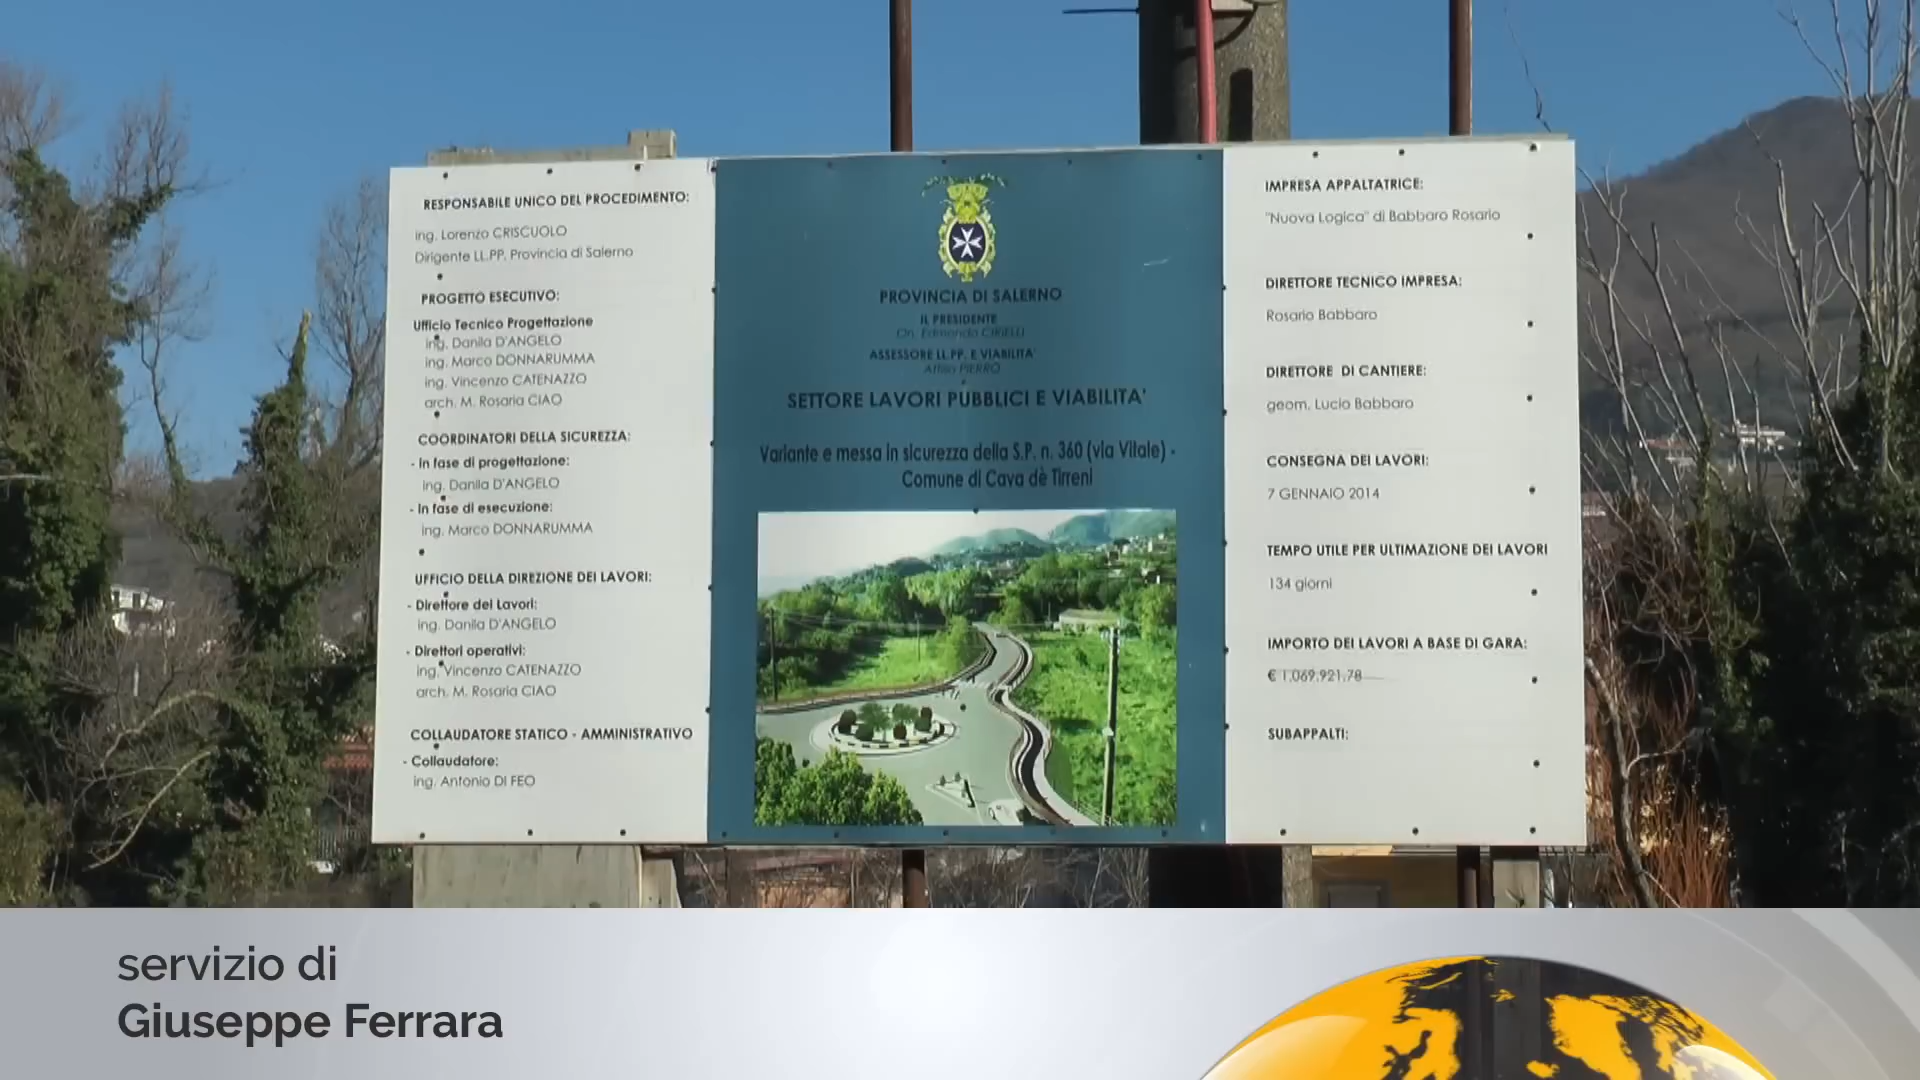 RESPONSABILE UNICO DEL PROCEDIMENTO:
ing. Lorenzo CRISCUOLO
Dirigente LL.PP. Provincia di Salerno
PROGETTO ESECUTIVO:
Ufficio Tecnico Progettazione
ing. Danila D'ANGELO
ing. Marco DONNARUMMA
ing. Vincenzo CATENAZZO
arch. M. Rosaria CIAO
COORDINATORI DELLA SICUREZZA:
- In fase di progettazione:
ing. Danila D'ANGELO
- In fase di esecuzione:
ing. Marco DONNARUMMA
UFFICIO DELLA DIREZIONE DEI LAVORI:
- Direttore dei Lavori:
ing. Danila D'ANGELO
- Direttori operativi:
ing. Vincenzo CATENAZZO
arch. M. Rosaria CIAO
COLLAUDATORE STATICO - AMMINISTRATIVO
- Collaudatore:
ing. Antonio DI FEO
PROVINCIA DI SALERNO
IL PRESIDENTE
On. Edmondo CIRIELLI
ASSESSORE LL.PP. E VIABILITA'
Attilio PIERRO
SETTORE LAVORI PUBBLICI E VIABILITA'
Variante e messa in sicurezza della S.P. n. 360 (via Vitale) -
Comune di Cava dè Tirreni
IMPRESA APPALTATRICE:
"Nuova Logica" di Babbaro Rosario
DIRETTORE TECNICO IMPRESA:
Rosario Babbaro
DIRETTORE DI CANTIERE:
geom. Lucio Babbaro
CONSEGNA DEI LAVORI:
7 GENNAIO 2014
TEMPO UTILE PER ULTIMAZIONE DEI LAVORI
134 giorni
IMPORTO DEI LAVORI A BASE DI GARA:
€ 1.069.921,78
SUBAPPALTI:
servizio di
Giuseppe Ferrara